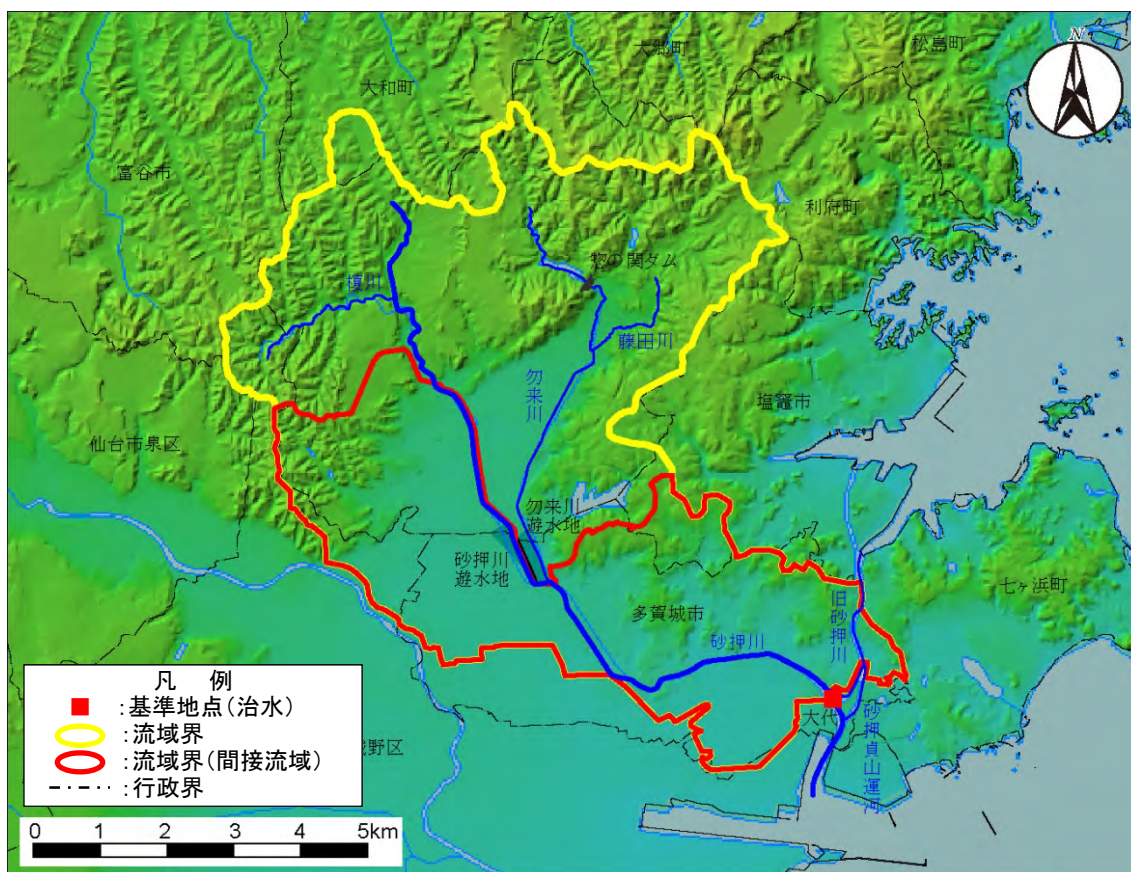 大郷町
松島町
N
大和町
富谷市
利府町
惣の関ダム
榎川
藤田川
勿来川
塩竈市
仙台市泉区
勿来川
遊水地
砂押川
遊水地
七ヶ浜町
多賀城市
旧砂押川
砂押川
大代
砂押貞山運河
凡 例
:基準地点(治水)
:流域界
:流域界(間接流域)
:行政界
野区
0 1 2 3 4 5km